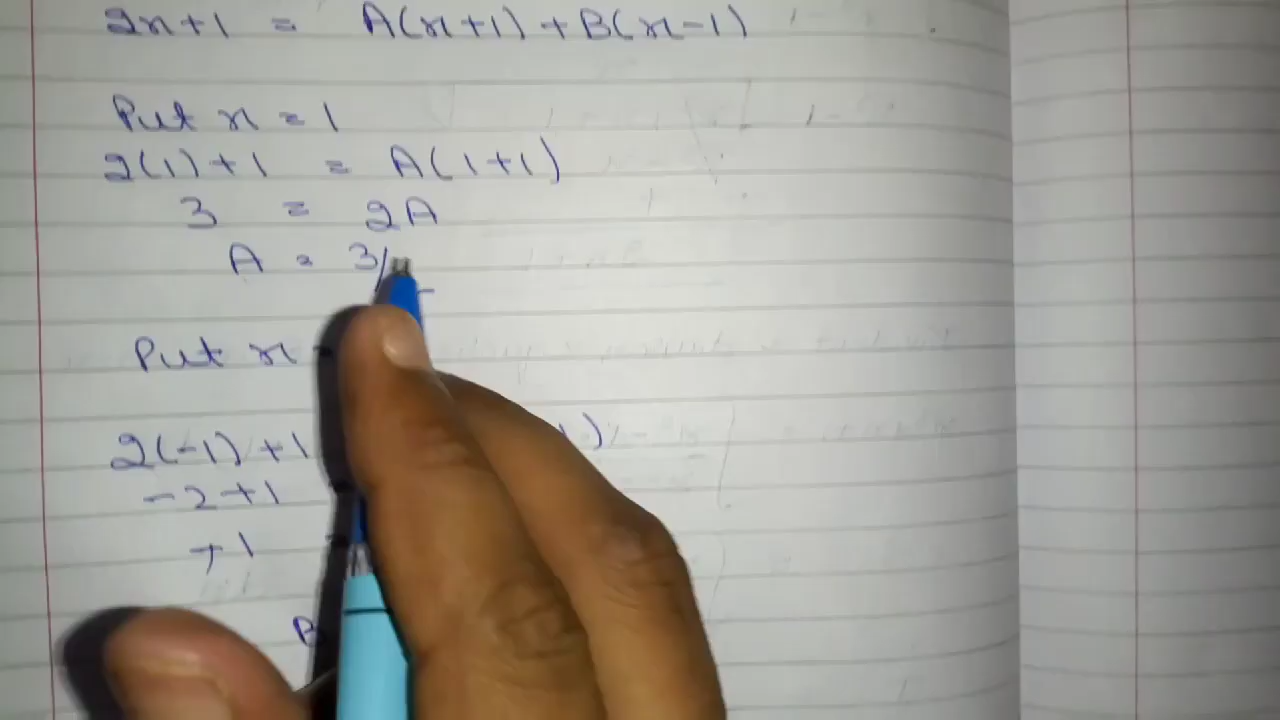 2x+1 = A(x+1)+B(x-1)
Put x = 1
2(1)+1 = A(1+1)
3 = 2A
A = 3/
Put x
2(-1)+1 1)
-2+1
+1
B